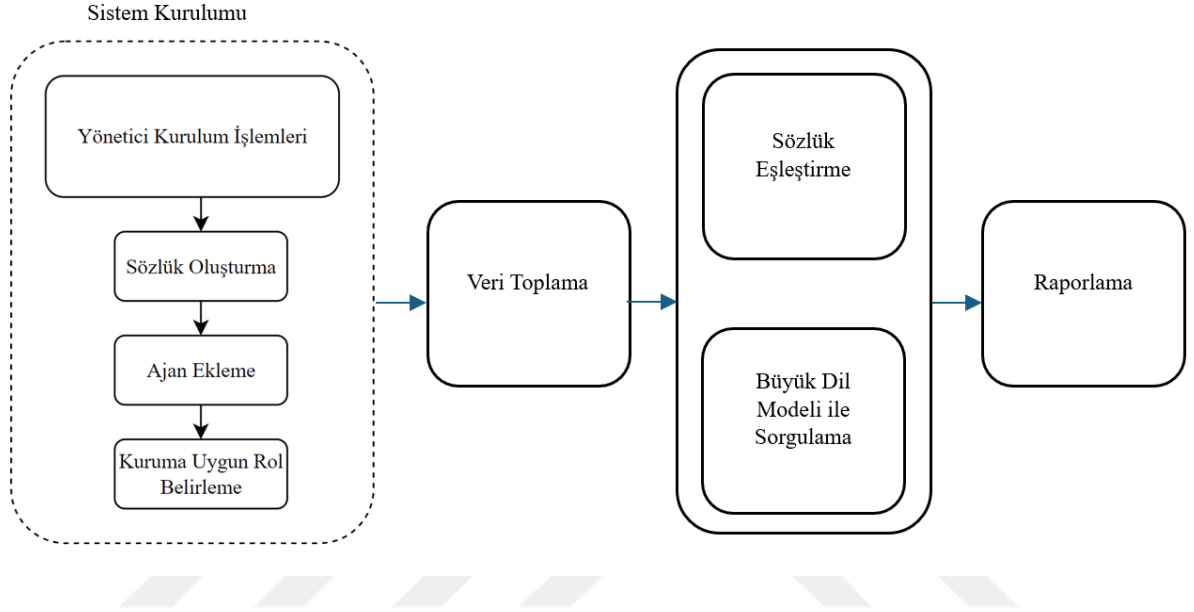 Sistem Kurulumu
Yönetici Kurulum İşlemleri
Sözlük Oluşturma
Ajan Ekleme
Kuruma Uygun Rol
Belirleme
Veri Toplama
Sözlük
Eşleştirme
Büyük Dil
Modeli ile
Sorgulama
Raporlama